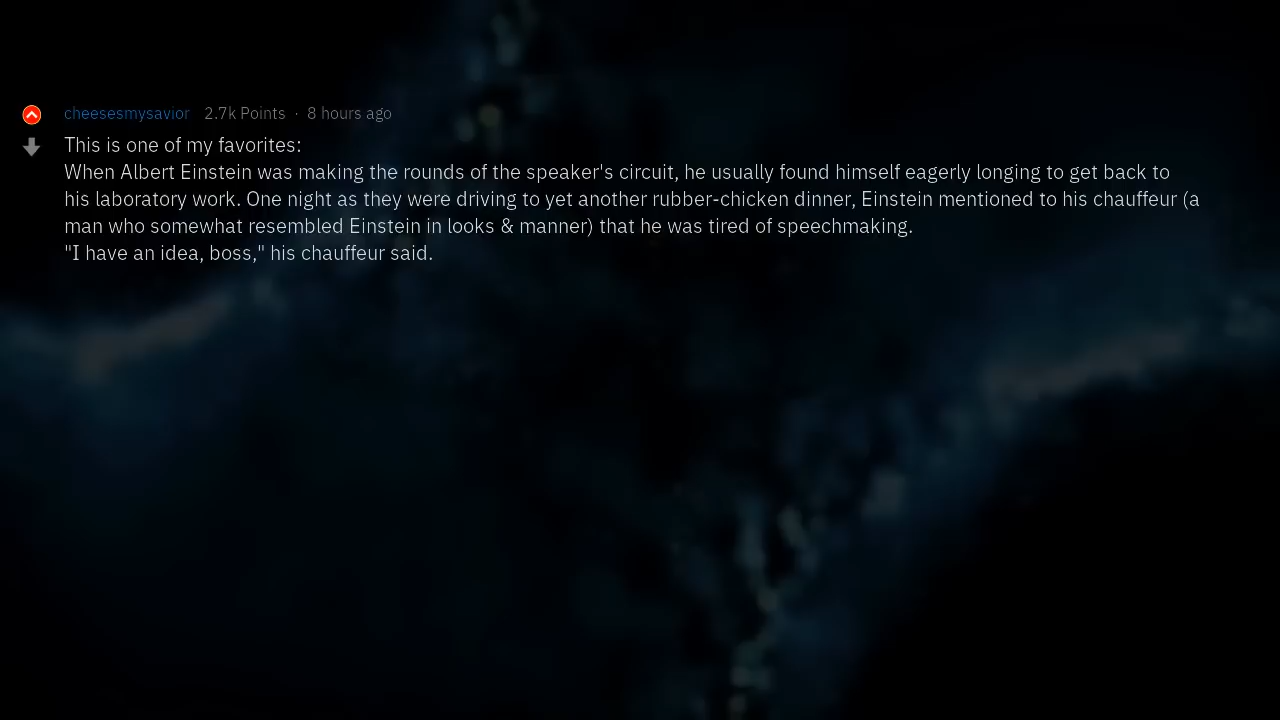 cheesesmysavior 2.7k Points · 8 hours ago
This is one of my favorites:
When Albert Einstein was making the rounds of the speaker's circuit, he usually found himself eagerly longing to get back to
his laboratory work. One night as they were driving to yet another rubber-chicken dinner, Einstein mentioned to his chauffeur (a
man who somewhat resembled Einstein in looks & manner) that he was tired of speechmaking.
"I have an idea, boss," his chauffeur said.